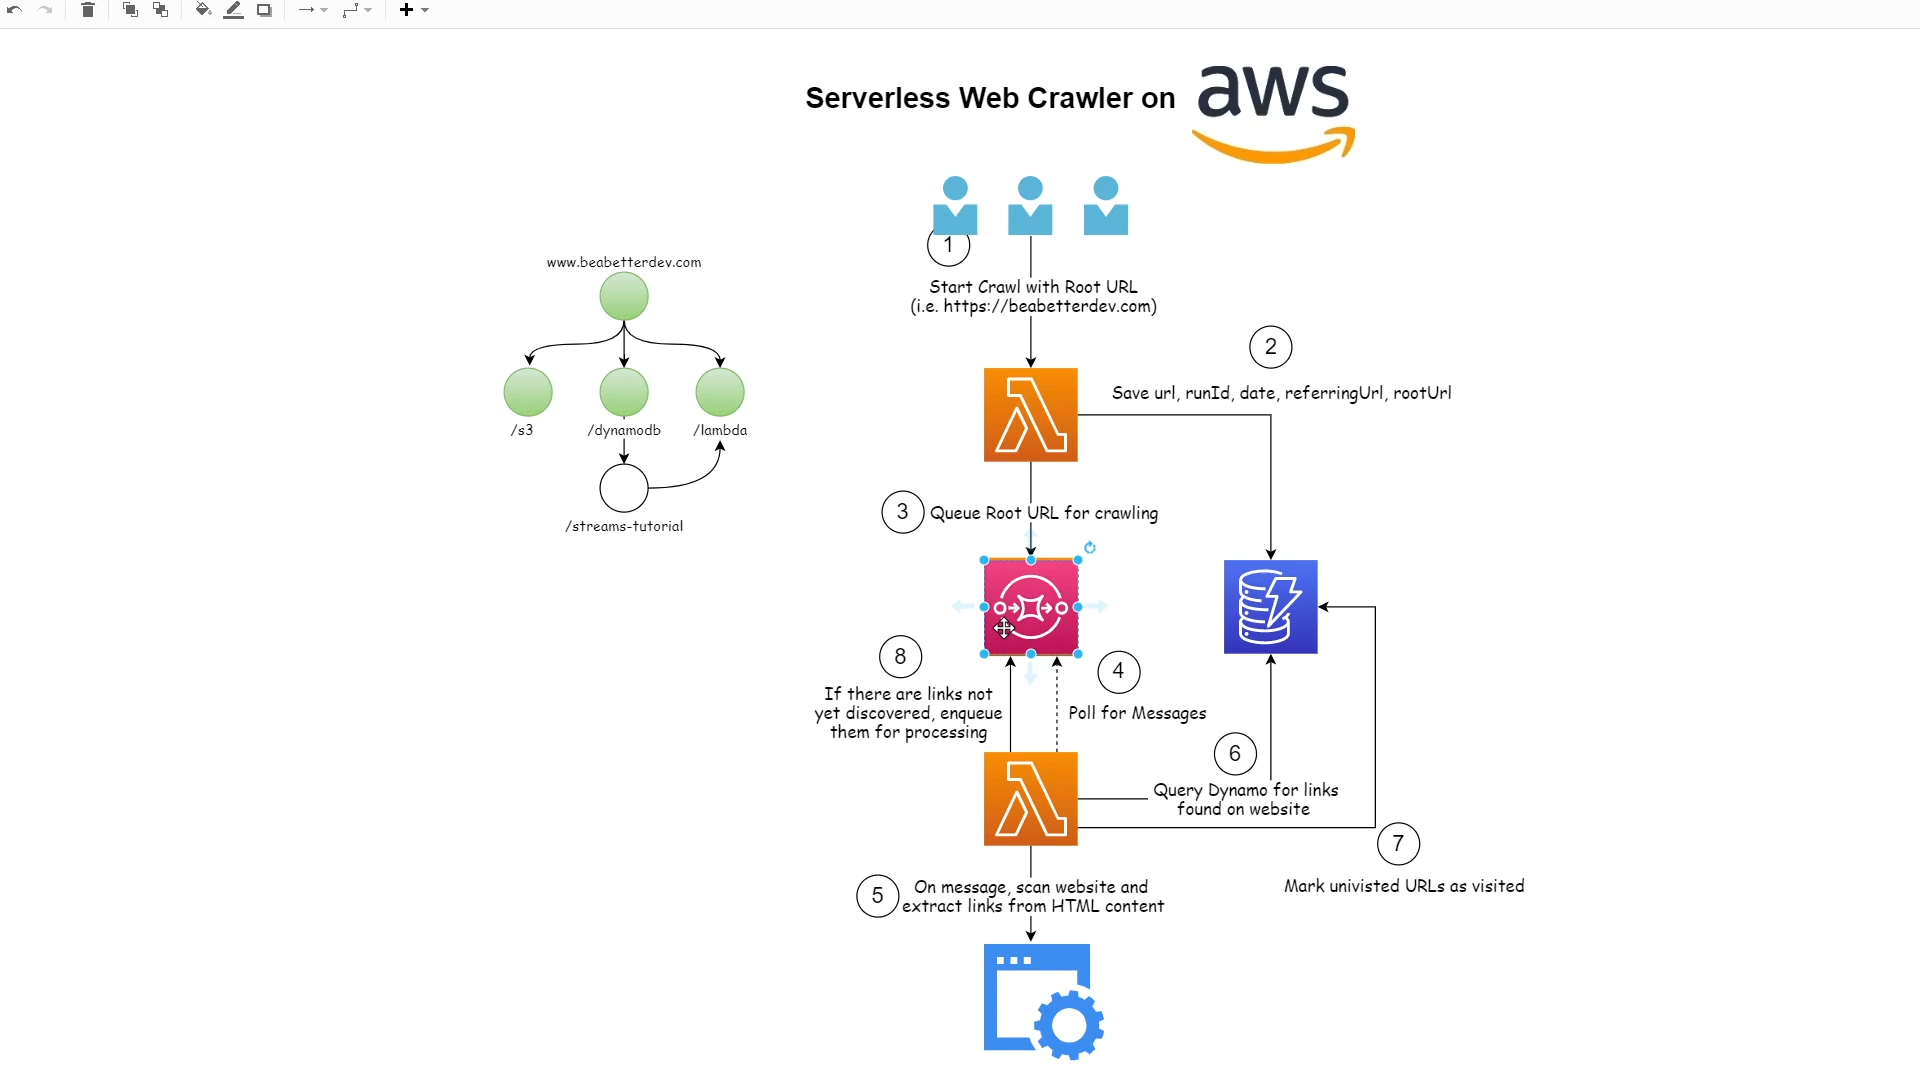 Serverless Web Crawler on
aws
1
www.beabetterdev.com
Start Crawl with Root URL
(i.e. https://beabetterdev.com)
2
Save url, runId, date, referringUrl, rootUrl
/s3
/dynamodb
/lambda
/streams-tutorial
3
Queue Root URL for crawling
8
If there are links not
yet discovered, enqueue
them for processing
4
Poll for Messages
6
Query Dynamo for links
found on website
7
Mark univisted URLs as visited
5
On message, scan website and
extract links from HTML content